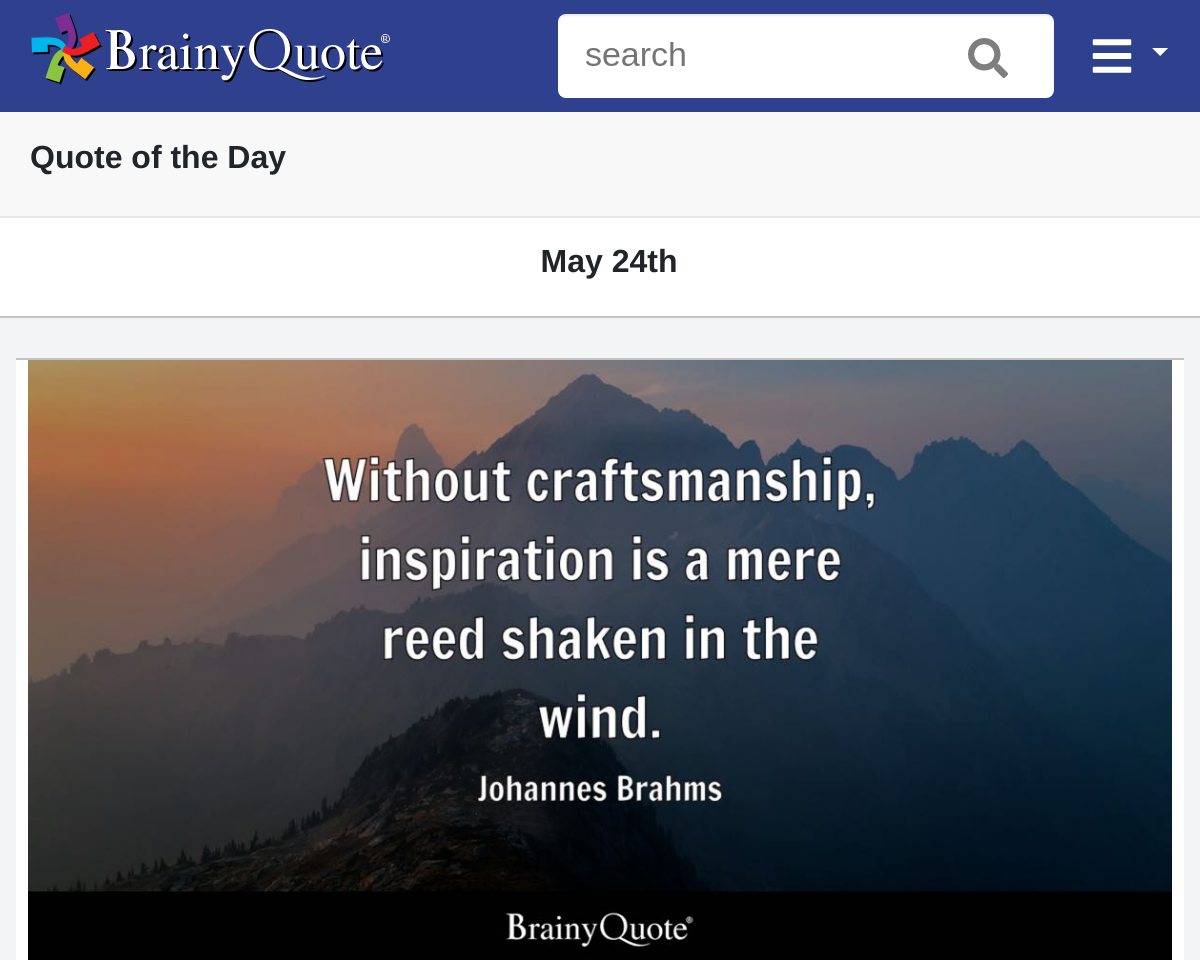 BrainyQuote®
search
Quote of the Day
May 24th
Without craftsmanship,
inspiration is a mere
reed shaken in the
wind.
Johannes Brahms
BrainyQuote®